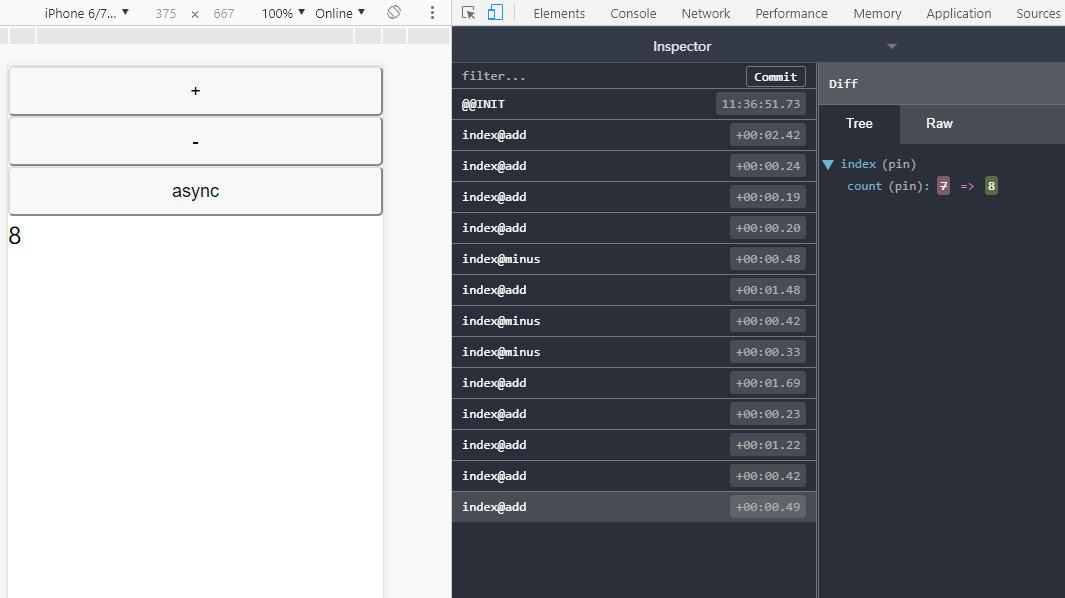 iPhone 6/7... ▼ 375 × 667 100% ▼ Online ▼
Elements Console Network Performance Memory Application Sources
Inspector
+
-
async
8
filter... Commit
@@INIT 11:36:51.73
index@add +00:02.42
index@add +00:00.24
index@add +00:00.19
index@add +00:00.20
index@minus +00:00.48
index@add +00:01.48
index@minus +00:00.42
index@minus +00:00.33
index@add +00:01.69
index@add +00:00.23
index@add +00:01.22
index@add +00:00.42
index@add +00:00.49
Diff
Tree Raw
▼ index (pin)
count (pin): 7 => 8